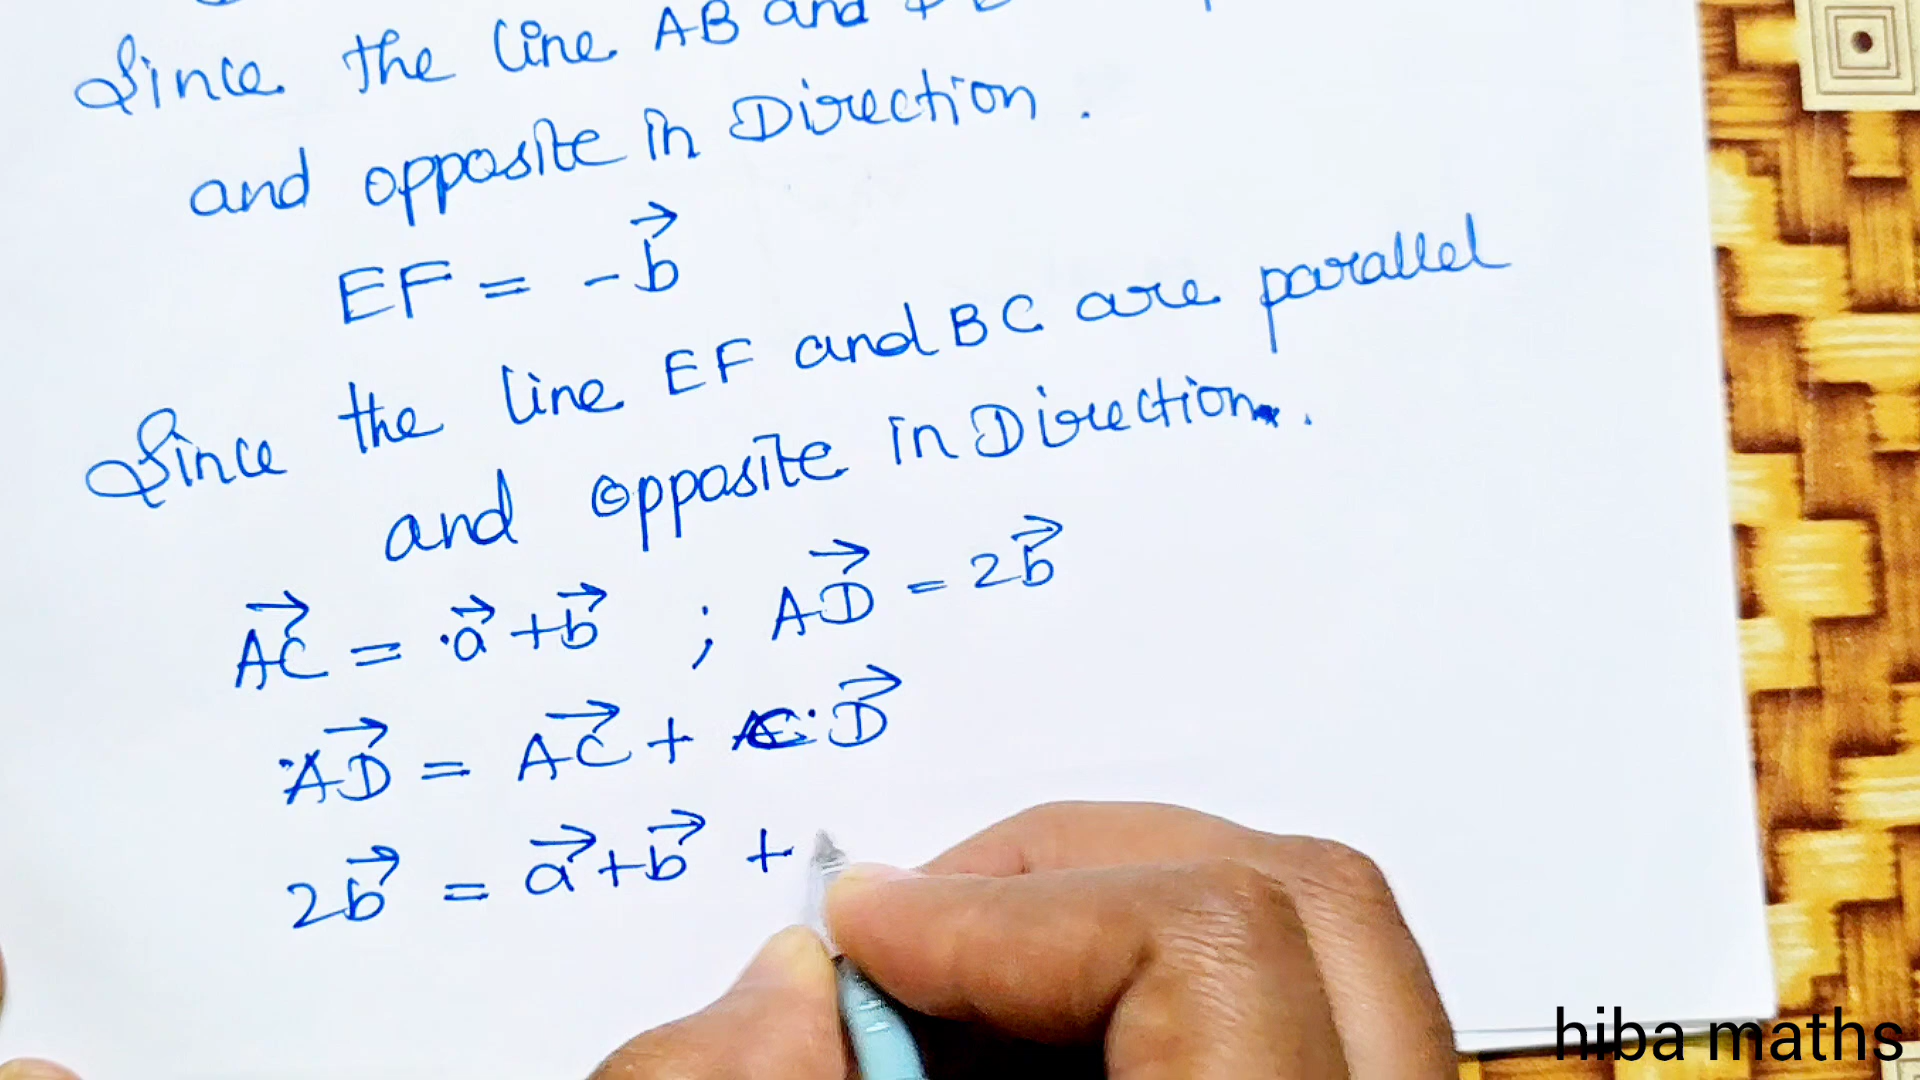 Since the line AB and
and opposite in Direction.
EF = -b⃗
Since the line EF and BC are parallel
and opposite in Direction.
A⃗C = a⃗ + b⃗ ; A⃗D = 2b⃗
A⃗D = A⃗C + C⃗D
2b⃗ = a⃗ + b⃗ +
hiba maths